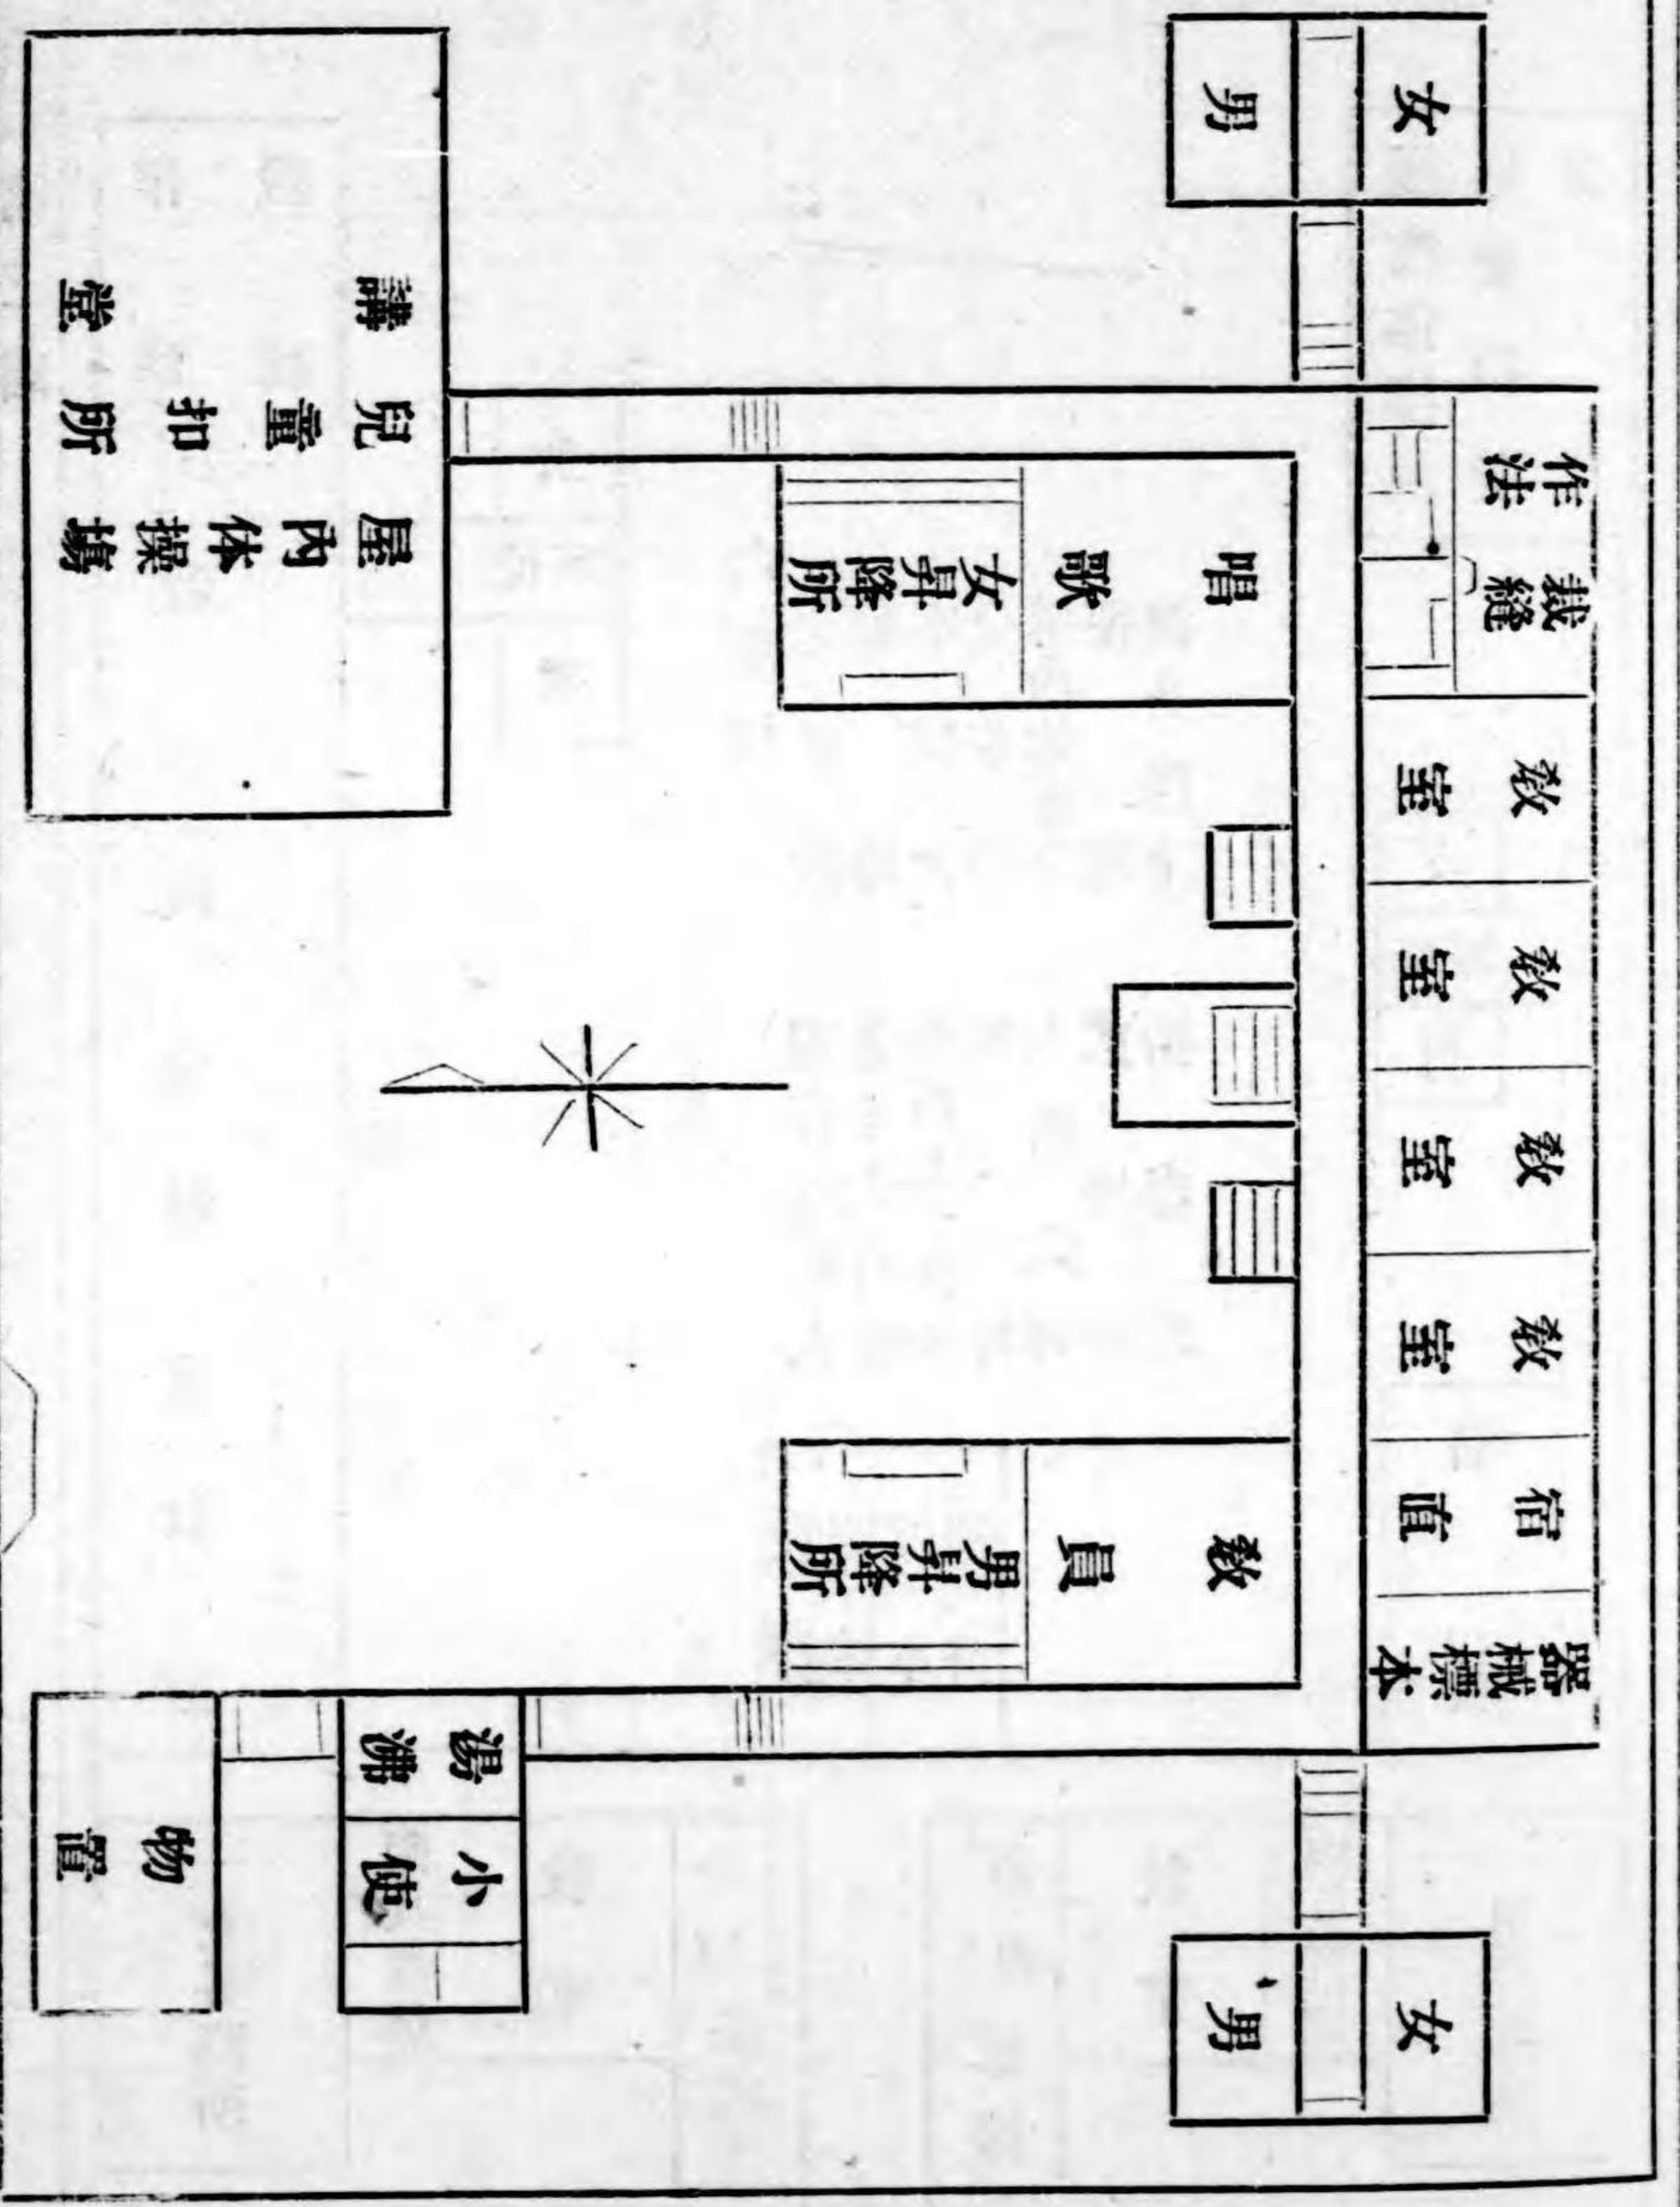 器械標本
宿直
教室
教室
教室
教室
裁縫
作法
女
男
女
男
教員
男昇降所
唱歌
女昇降所
小使
湯沸
物置
屋內体操場
兒童扣所
講堂